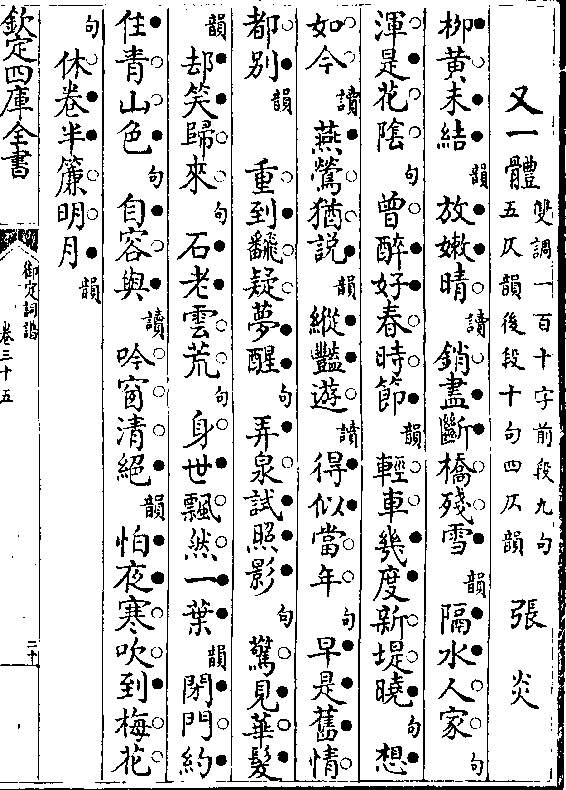 又一體 雙調一百十字前段九句五仄韻後段十句四仄韻 張炎
栁黄未結韻放嫩晴讀銷盡斷橋殘雪韻隔水人家句
渾是花陰句曾醉好春時節韻輕車幾度新堤曉句想
如今讀燕鶯猶説韻縱豔遊讀得似當年句早是舊情
都别韻 重到翻疑夢醒句弄泉試照影句驚見華髮
韻却笑歸來句石老雲荒句身世飄然一葉韻閉門約
住青山色句自容與讀吟窗清絕韻怕夜寒吹到梅花
句休卷半簾明月韻
欽定四庫全書
御定詞譜
卷三十五
二十